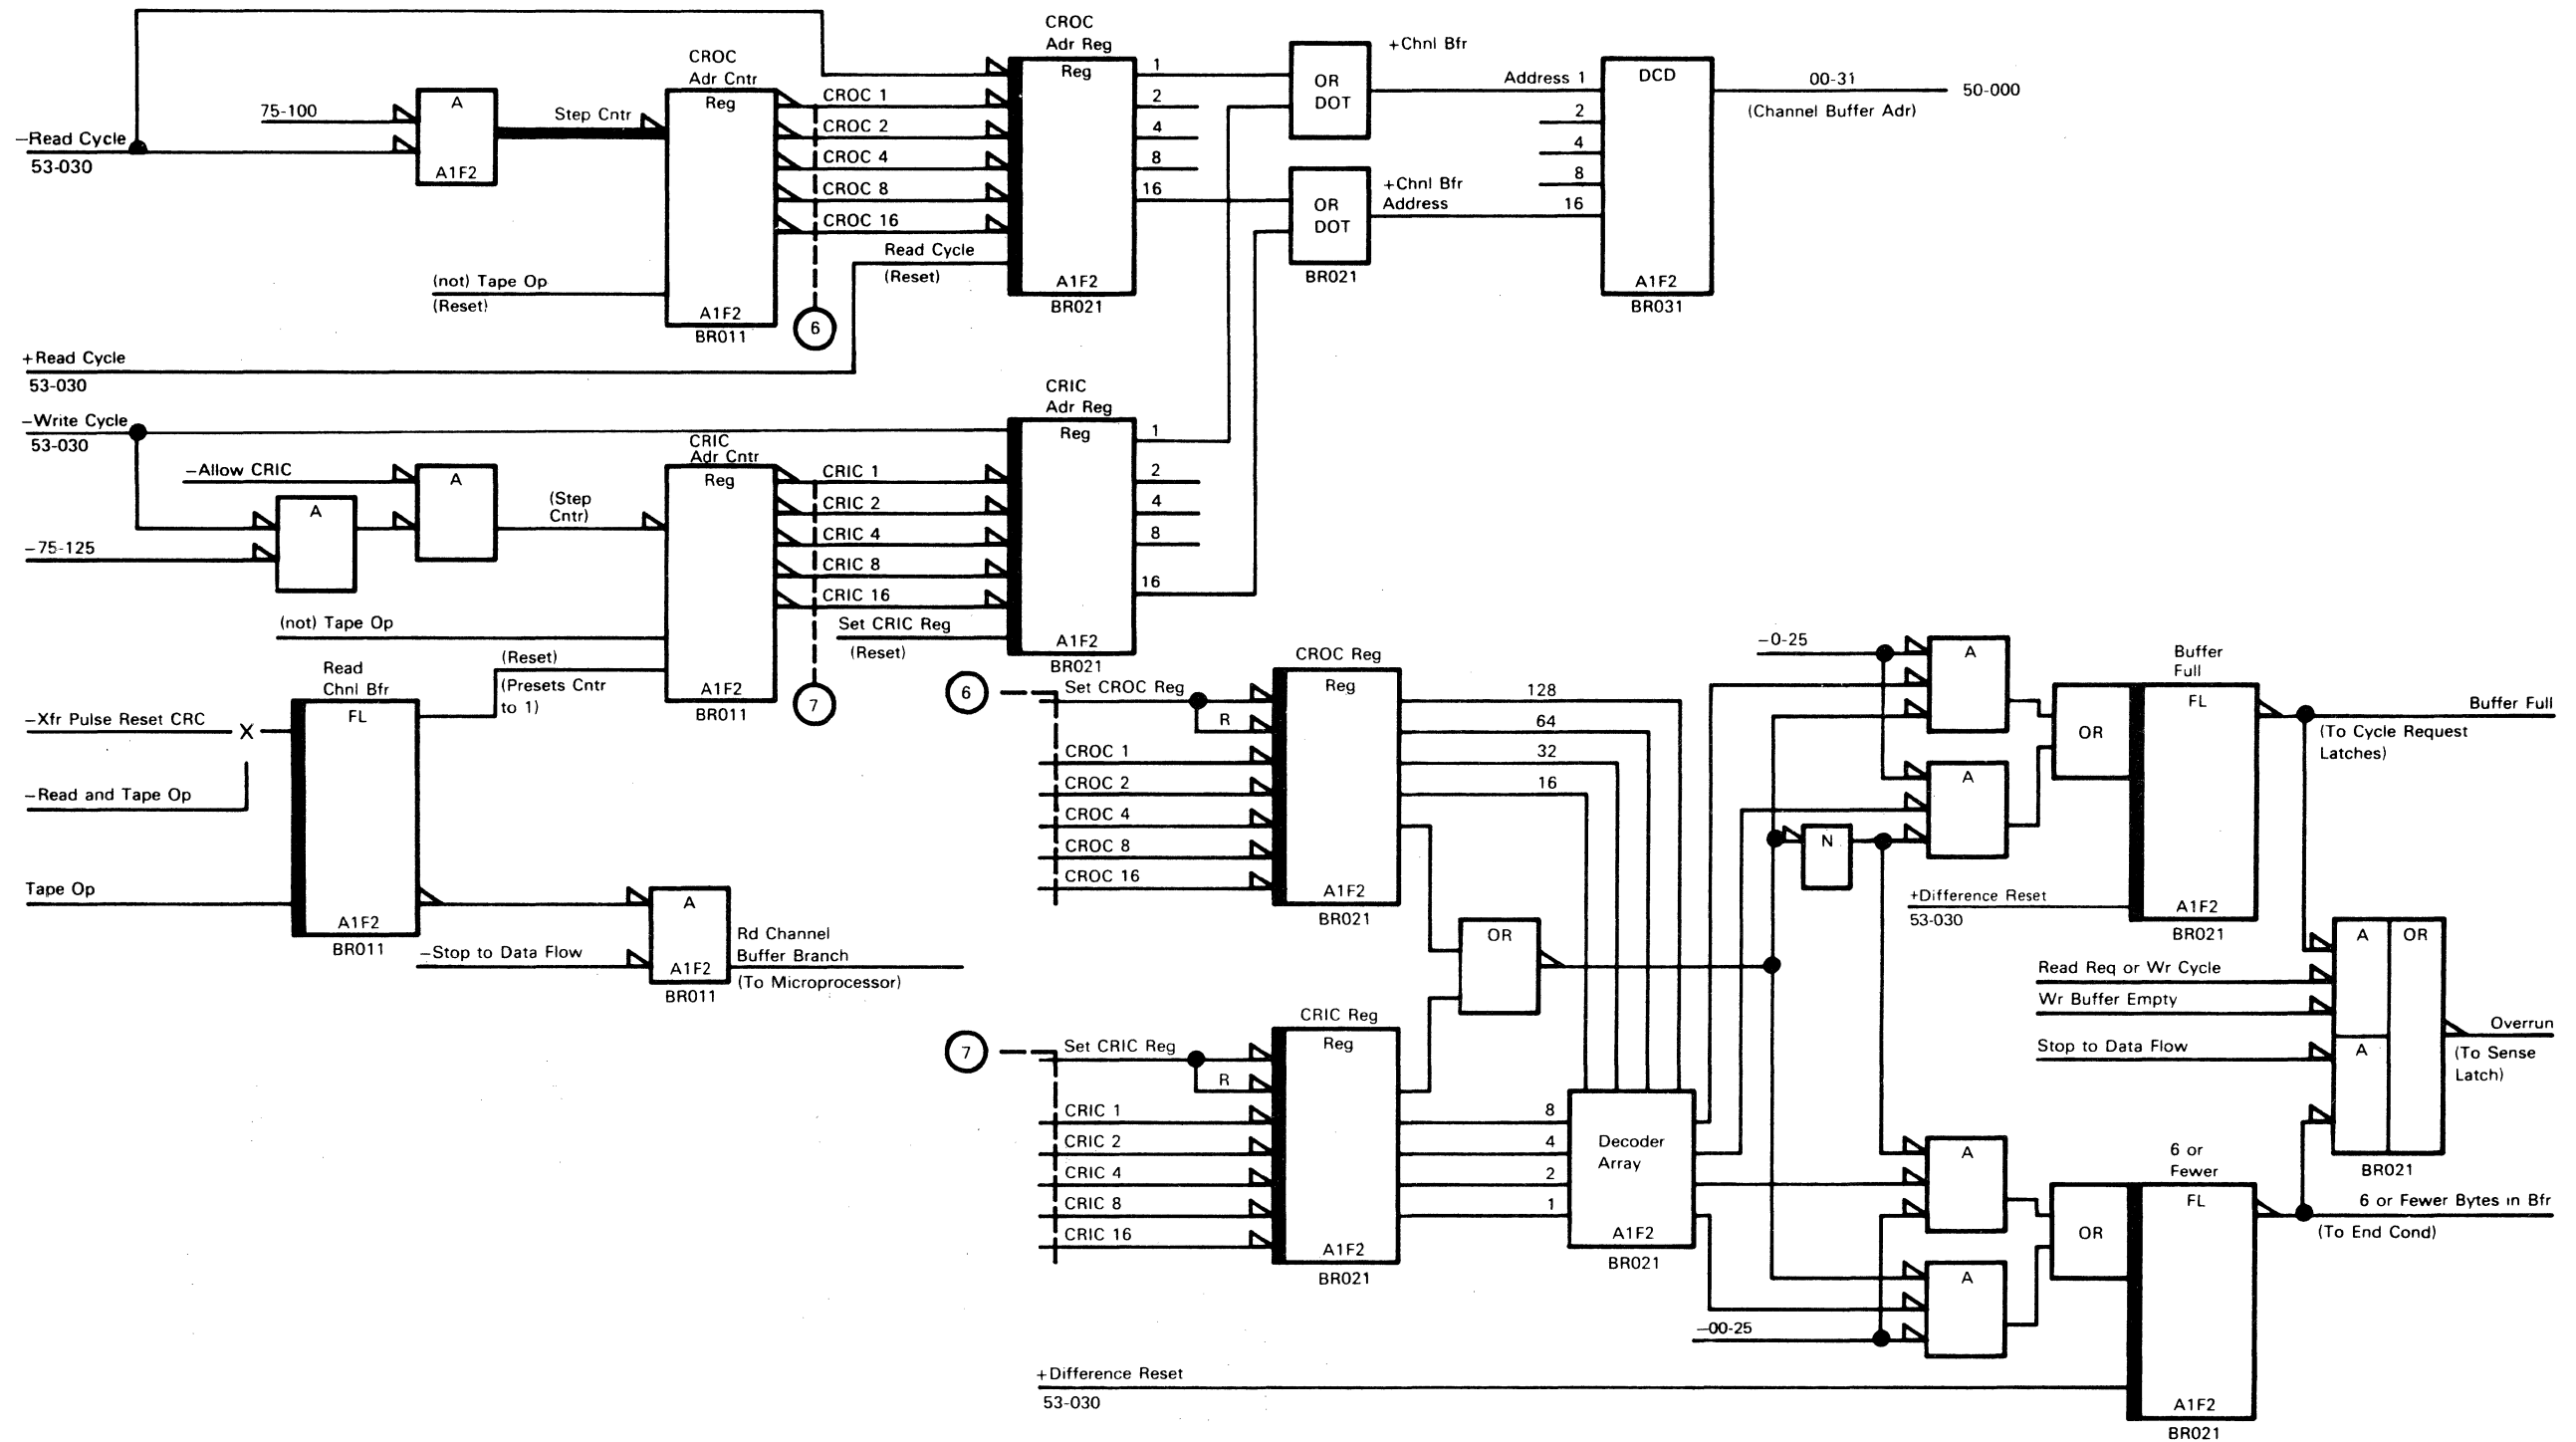 CROC
Adr Reg
Reg
1
2
4
8
16
A1F2
BR021
CROC
Adr Cntr
Reg
A1F2
BR011
75-100
A
A1F2
Step Cntr
—Read Cycle
53-030
CROC 1
CROC 2
CROC 4
CROC 8
CROC 16
Read Cycle
(Reset)
(not) Tape Op
(Reset)
6
+Chnl Bfr
OR
DOT
Address 1
2
4
8
16
+Chnl Bfr
Address
OR
DOT
BR021
DCD
A1F2
BR031
00-31
(Channel Buffer Adr)
50-000
+Read Cycle
53-030
—Write Cycle
53-030
—Allow CRIC
A
A
—75-125
(Step
Cntr)
CRIC
Adr Cntr
Reg
A1F2
BR011
CRIC 1
CRIC 2
CRIC 4
CRIC 8
CRIC 16
Set CRIC Reg
(Reset)
7
CRIC
Adr Reg
Reg
1
2
4
8
16
A1F2
BR021
(not) Tape Op
(Reset)
(Presets Cntr
to 1)
Read
Chnl Bfr
FL
A1F2
BR011
—Xfr Pulse Reset CRC
X
—Read and Tape Op
Tape Op
—Stop to Data Flow
A
A1F2
BR011
Rd Channel
Buffer Branch
(To Microprocessor)
6
Set CROC Reg
R
CROC 1
CROC 2
CROC 4
CROC 8
CROC 16
CROC Reg
Reg
A1F2
BR021
128
64
32
16
OR
7
Set CRIC Reg
R
CRIC 1
CRIC 2
CRIC 4
CRIC 8
CRIC 16
CRIC Reg
Reg
A1F2
BR021
8
4
2
1
Decoder
Array
A1F2
BR021
—0-25
A
A
N
OR
Buffer
Full
FL
A1F2
BR021
+Difference Reset
53-030
Buffer Full
(To Cycle Request
Latches)
A
OR
A
BR021
Read Req or Wr Cycle
Wr Buffer Empty
Stop to Data Flow
Overrun
(To Sense
Latch)
A
A
—00-25
OR
6 or
Fewer
FL
A1F2
BR021
6 or Fewer Bytes in Bfr
(To End Cond)
+Difference Reset
53-030